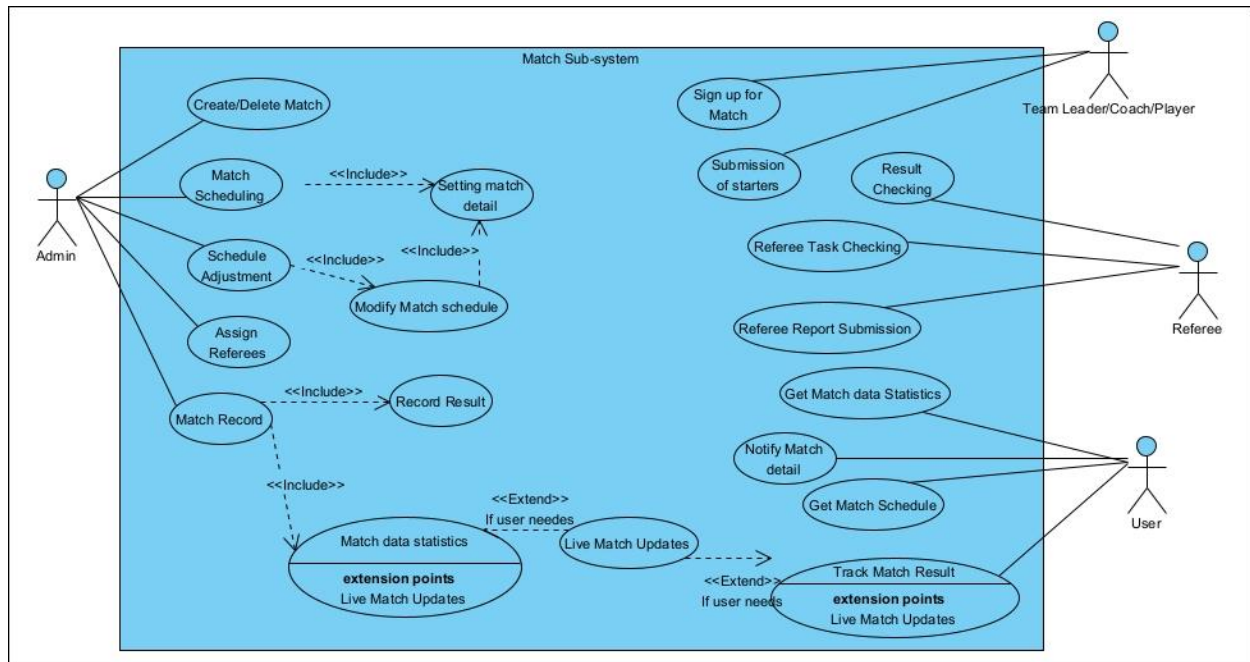 Match Sub-system
Create/Delete Match
Sign up for
Match
Team Leader/Coach/Player
Match
Scheduling
<<Include>>
Setting match
detail
Submission
of starters
Result
Checking
Admin
Schedule
Adjustment
<<Include>>
<<Include>>
Modify Match schedule
Referee Task Checking
Assign
Referees
Referee Report Submission
Referee
<<Include>>
Match Record
Record Result
Get Match data Statistics
Notify Match
detail
<<Include>>
<<Extend>>
If user needes
Get Match Schedule
User
Match data statistics
extension points
Live Match Updates
Live Match Updates
<<Extend>>
If user needs
Track Match Result
extension points
Live Match Updates